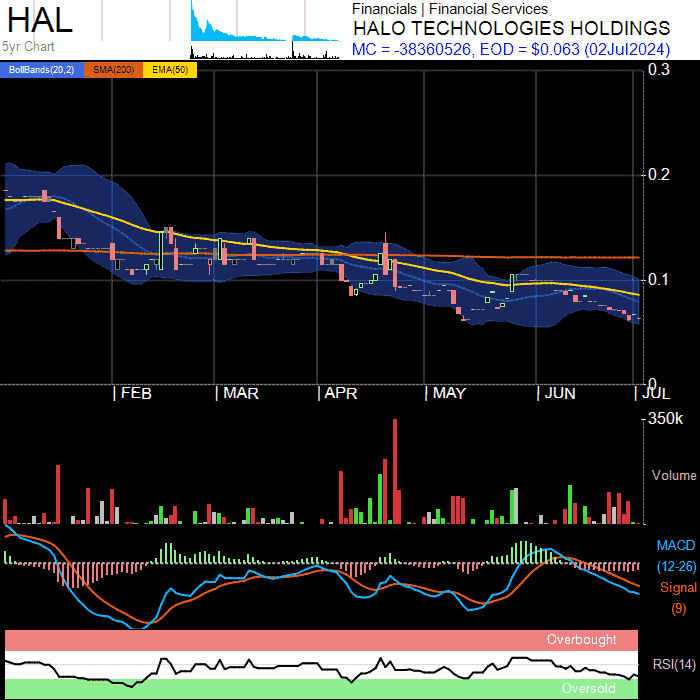 HAL
5yr Chart
Financials | Financial Services
HALO TECHNOLOGIES HOLDINGS
MC = -38360526, EOD = $0.063 (02Jul2024)
BollBands(20,2) SMA(200) EMA(50)
0.3
0.2
0.1
0
FEB MAR APR MAY JUN JUL
350k
Volume
MACD
(12-26)
Signal
(9)
Overbought
RSI(14)
Oversold